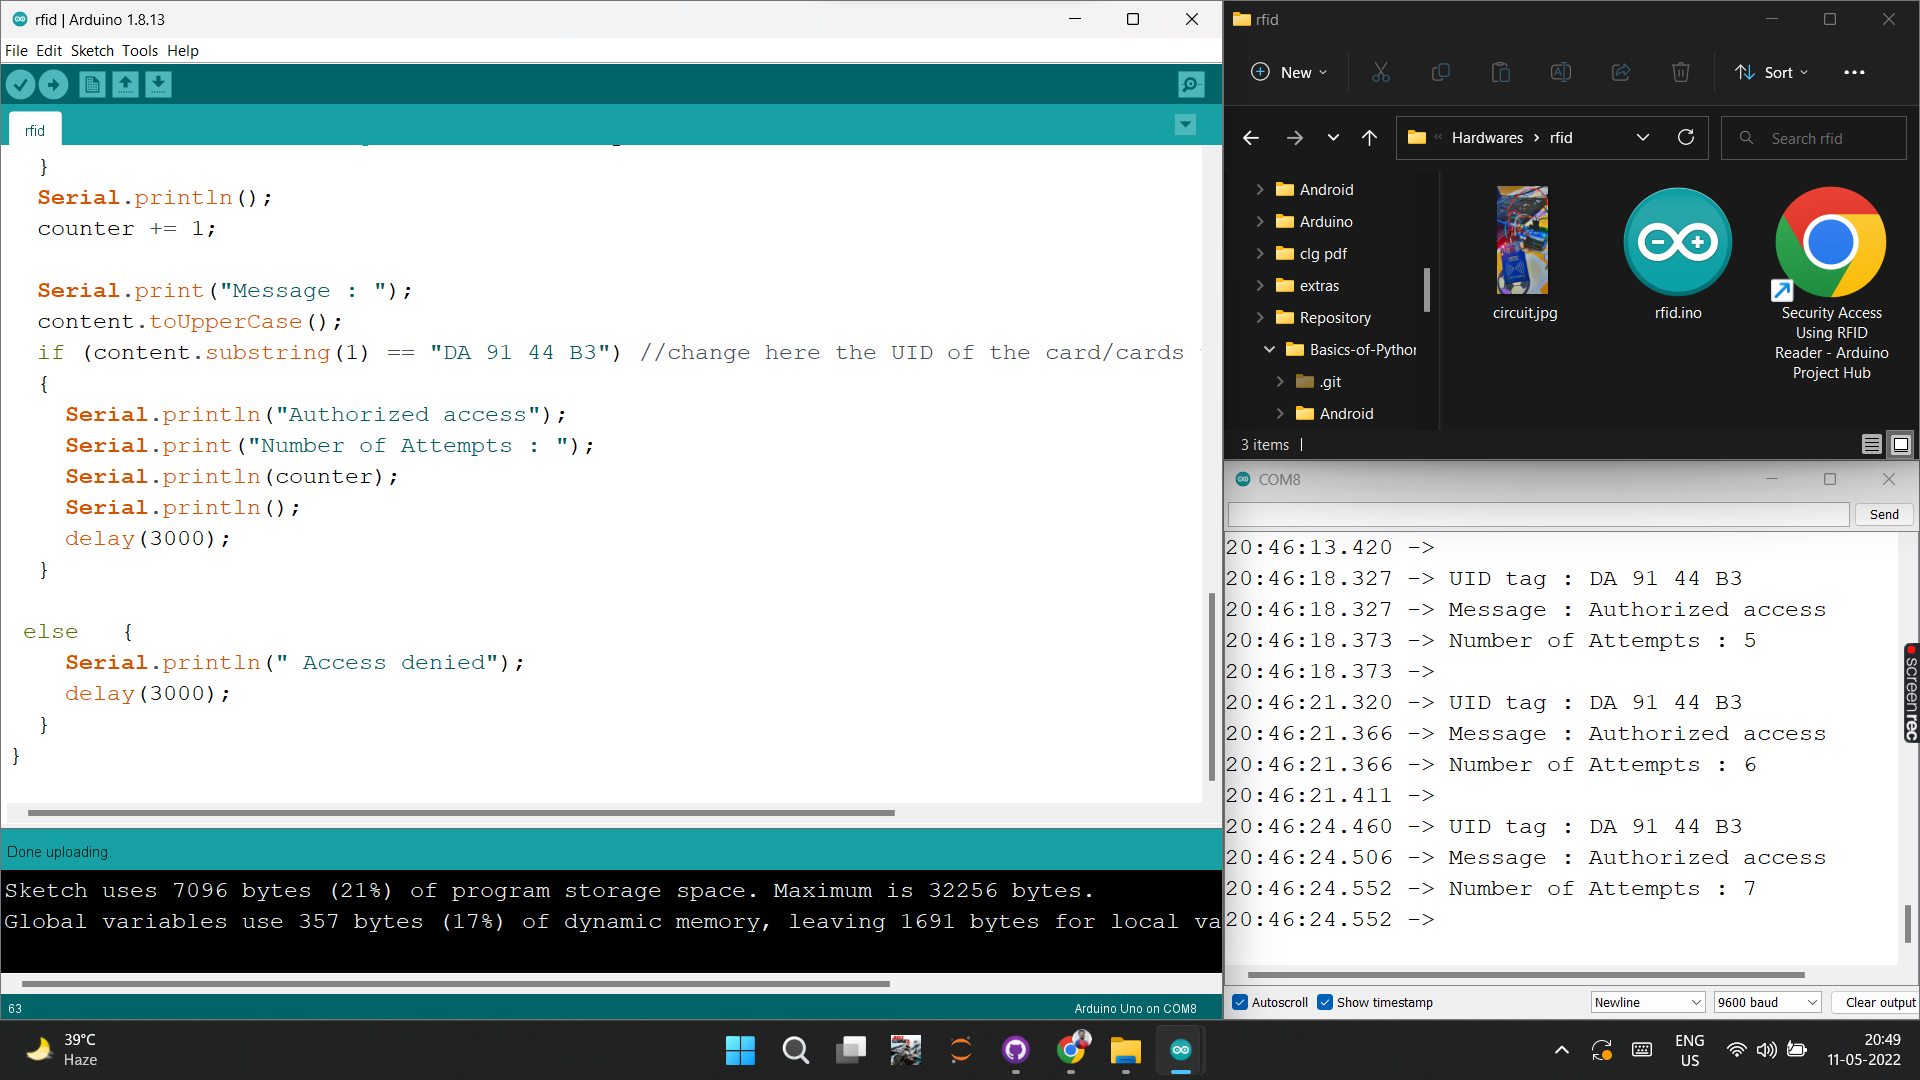 rfid | Arduino 1.8.13
File Edit Sketch Tools Help
rfid
}
Serial.println();
counter += 1;
Serial.print("Message : ");
content.toUpperCase();
if (content.substring(1) == "DA 91 44 B3") //change here the UID of the card/cards
{
Serial.println("Authorized access");
Serial.print("Number of Attempts : ");
Serial.println(counter);
Serial.println();
delay(3000);
}
else {
Serial.println(" Access denied");
delay(3000);
}
}
Done uploading.
Sketch uses 7096 bytes (21%) of program storage space. Maximum is 32256 bytes.
Global variables use 357 bytes (17%) of dynamic memory, leaving 1691 bytes for local va
63
Arduino Uno on COM8
rfid
New
Sort
Hardwares > rfid
Search rfid
Android
Arduino
clg pdf
extras
Repository
Basics-of-Python
.git
Android
circuit.jpg
rfid.ino
Security Access
Using RFID
Reader - Arduino
Project Hub
3 items
COM8
Send
20:46:13.420 ->
20:46:18.327 -> UID tag : DA 91 44 B3
20:46:18.327 -> Message : Authorized access
20:46:18.373 -> Number of Attempts : 5
20:46:18.373 ->
20:46:21.320 -> UID tag : DA 91 44 B3
20:46:21.366 -> Message : Authorized access
20:46:21.366 -> Number of Attempts : 6
20:46:21.411 ->
20:46:24.460 -> UID tag : DA 91 44 B3
20:46:24.506 -> Message : Authorized access
20:46:24.552 -> Number of Attempts : 7
20:46:24.552 ->
Autoscroll
Show timestamp
Newline
9600 baud
Clear output
screenrec
39°C
Haze
ENG
US
20:49
11-05-2022